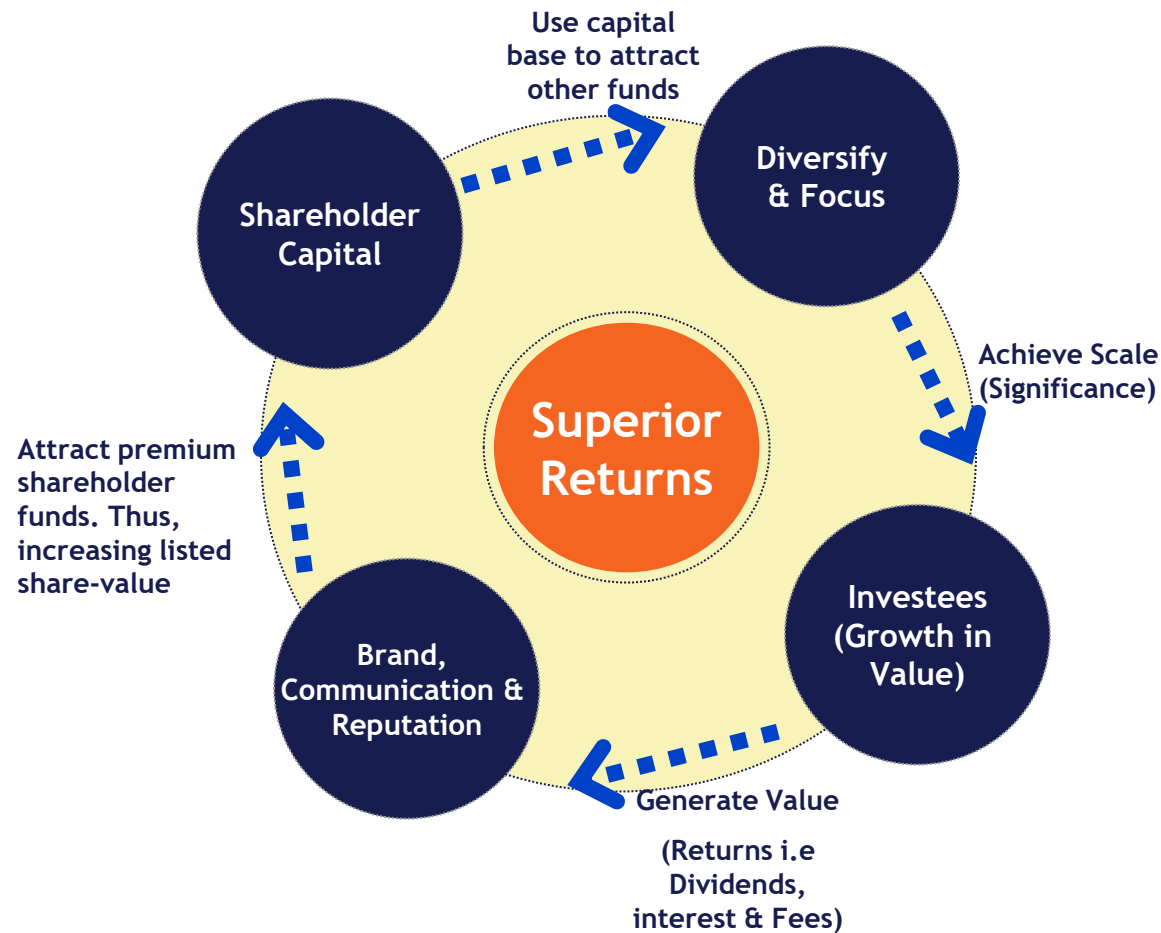 Use capital
base to attract
other funds
Shareholder
Capital
Diversify
& Focus
Achieve Scale
(Significance)
Superior
Returns
Attract premium
shareholder
funds. Thus,
increasing listed
share-value
Investees
(Growth in
Value)
Brand,
Communication &
Reputation
Generate Value
(Returns i.e
Dividends,
interest & Fees)